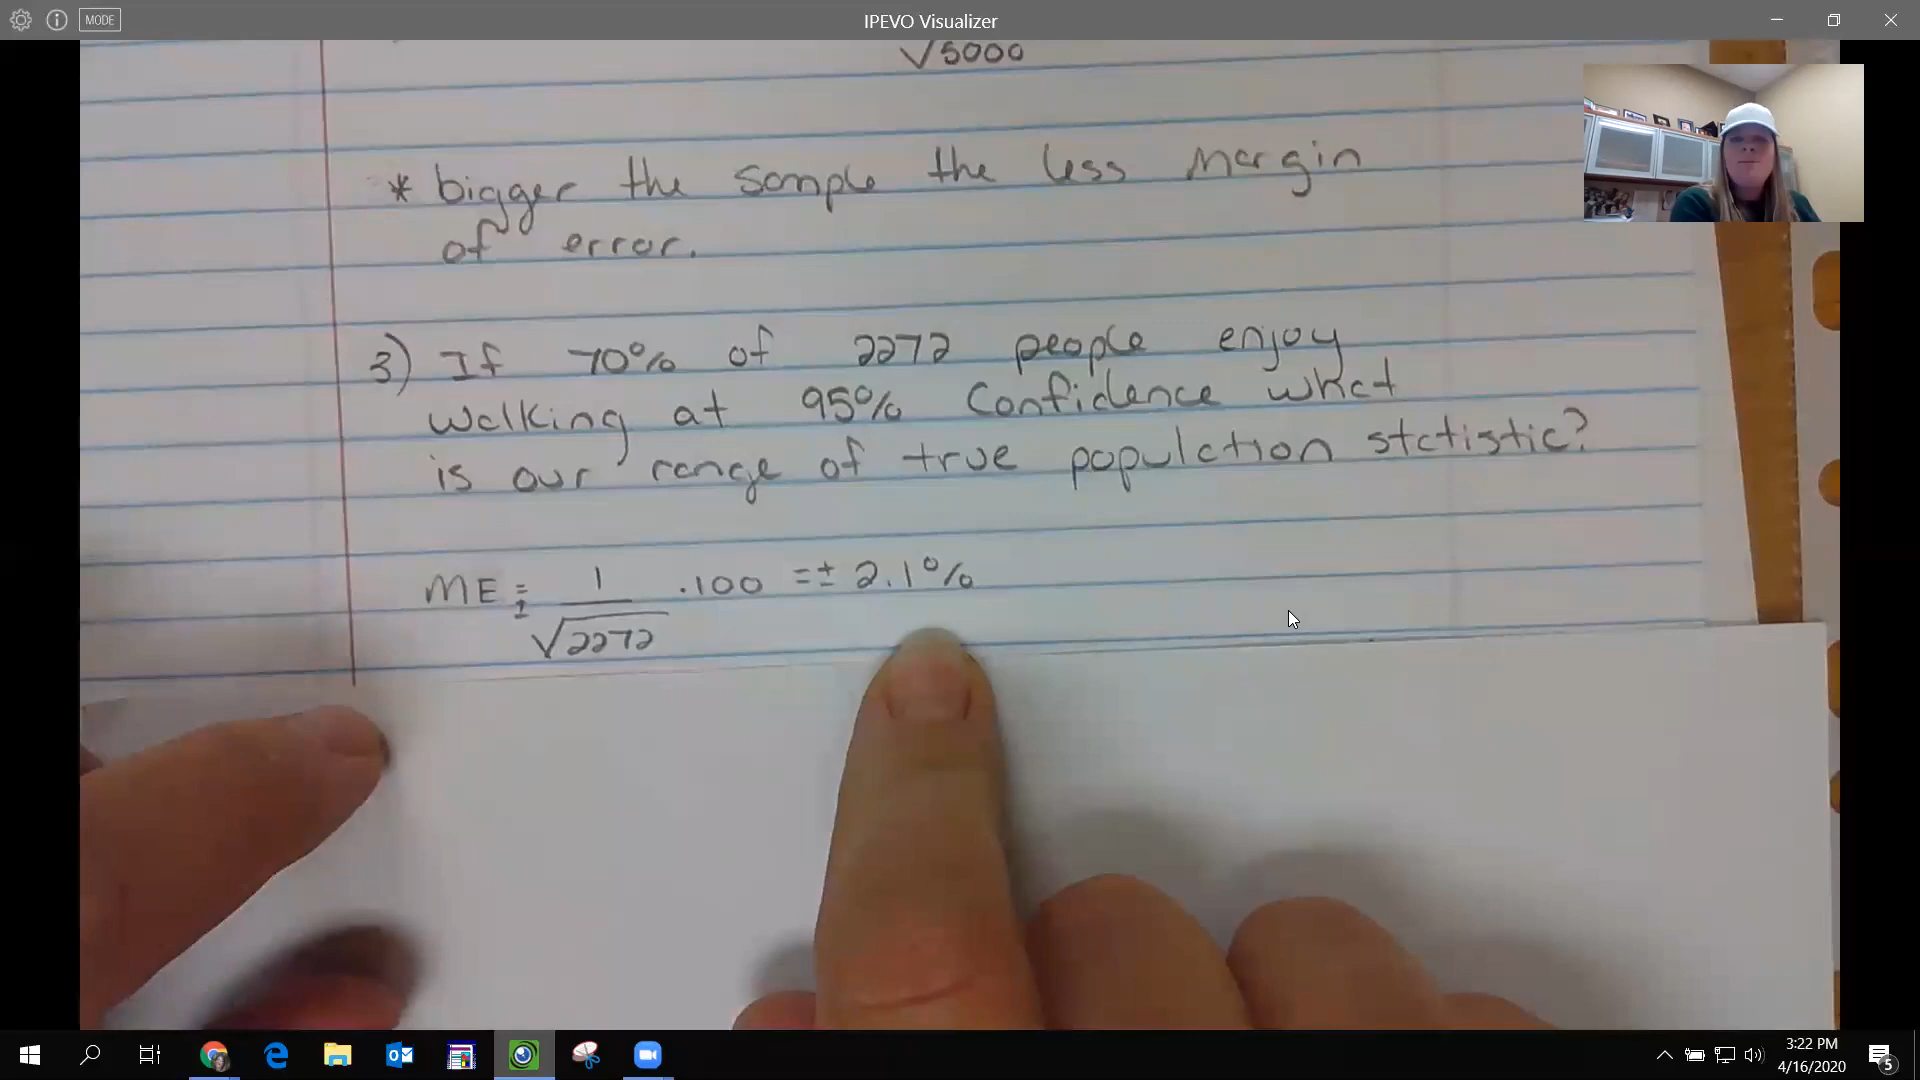 MODE
IPEVO Visualizer
√5000
* bigger the sample the less margin
of error.
3) If 70% of 2272 people enjoy
walking at 95% confidence what
is our range of true population statistic?
ME = ± 1/√2272 · 100 = ± 2.1%
3:22 PM
4/16/2020
5